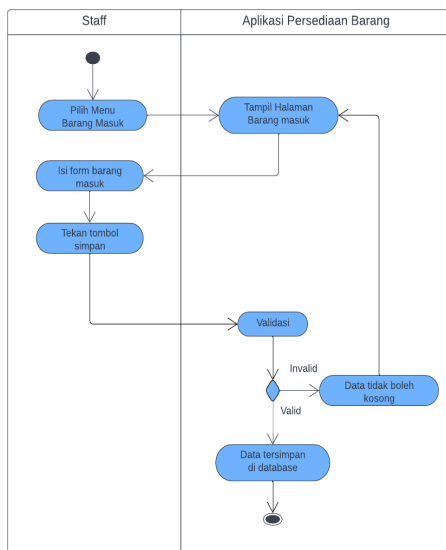 Staff
Aplikasi Persediaan Barang
Pilih Menu
Barang Masuk
Tampil Halaman
Barang masuk
Isi form barang
masuk
Tekan tombol
simpan
Validasi
Invalid
Data tidak boleh
kosong
Valid
Data tersimpan
di database